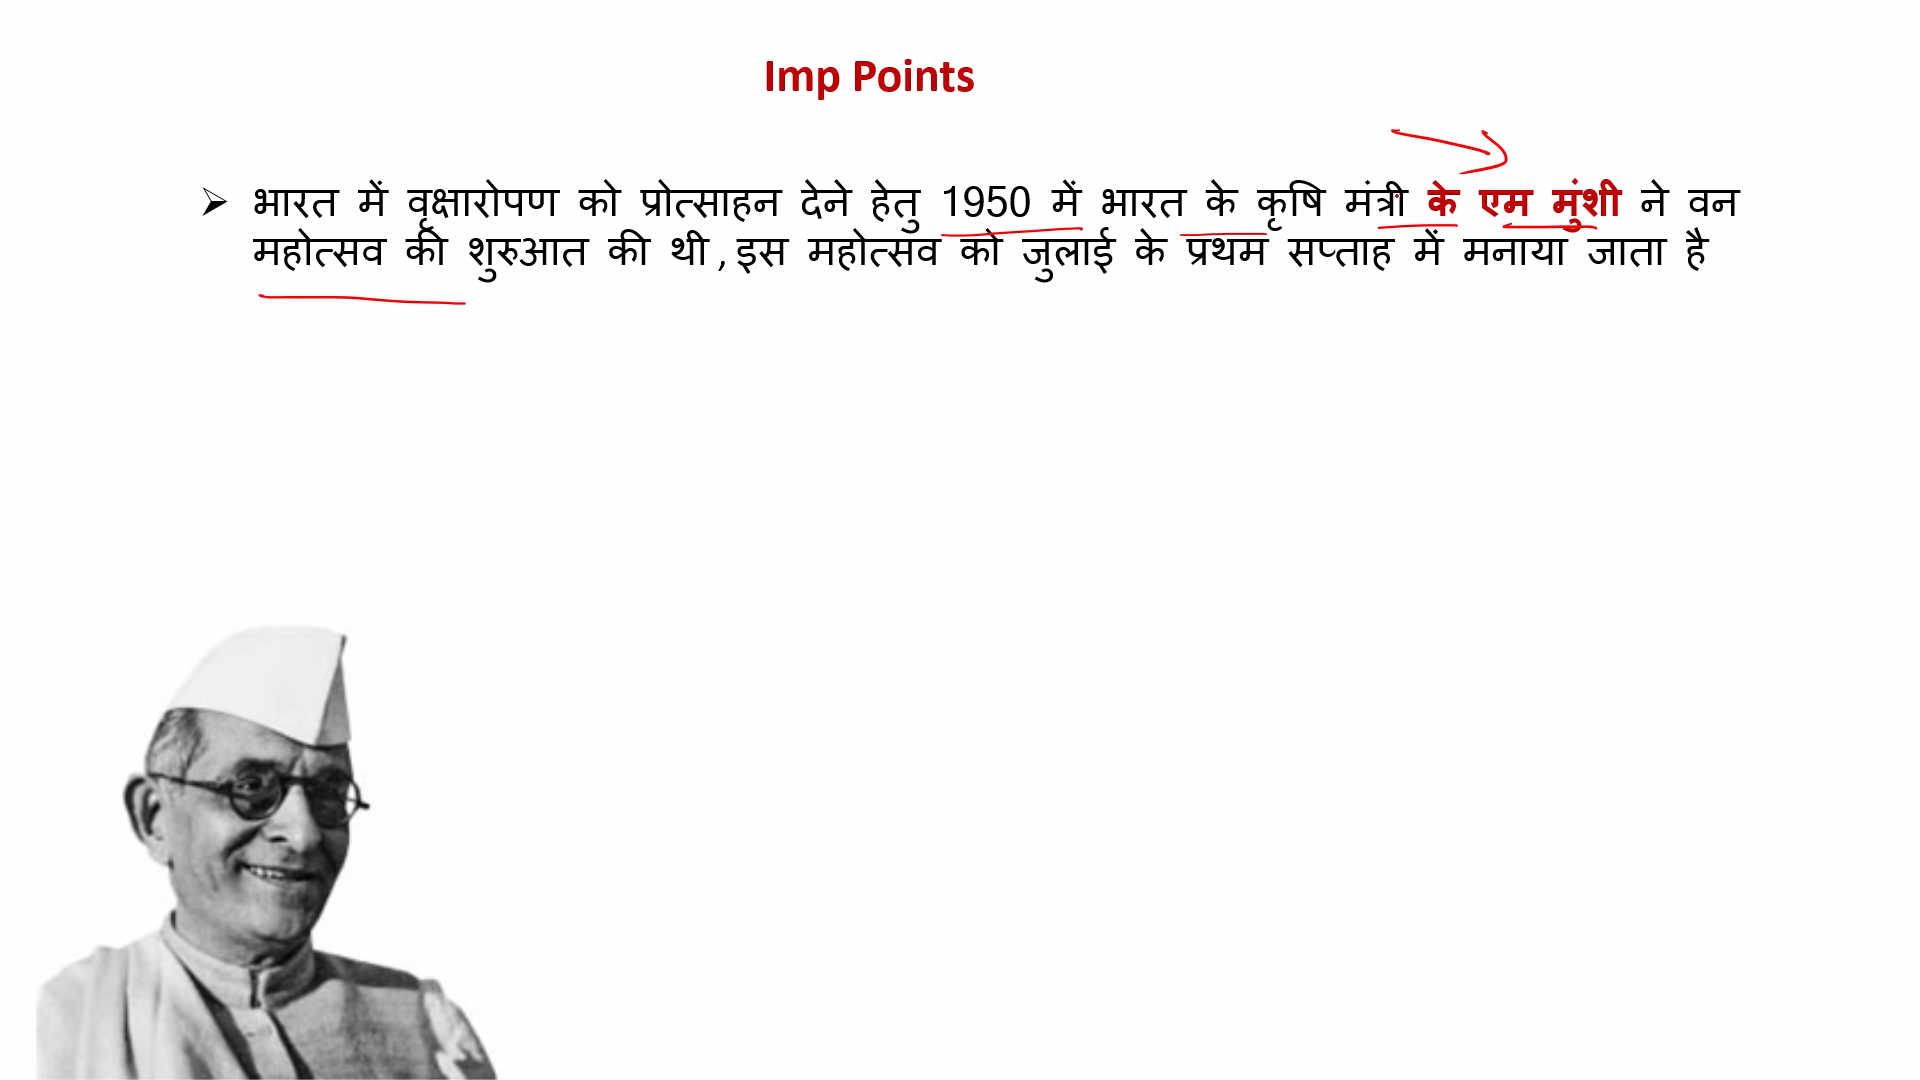 Imp Points
भारत में वृक्षारोपण को प्रोत्साहन देने हेतु 1950 में भारत के कृषि मंत्री के एम मुंशी ने वन
महोत्सव की शुरुआत की थी , इस महोत्सव को जुलाई के प्रथम सप्ताह में मनाया जाता है